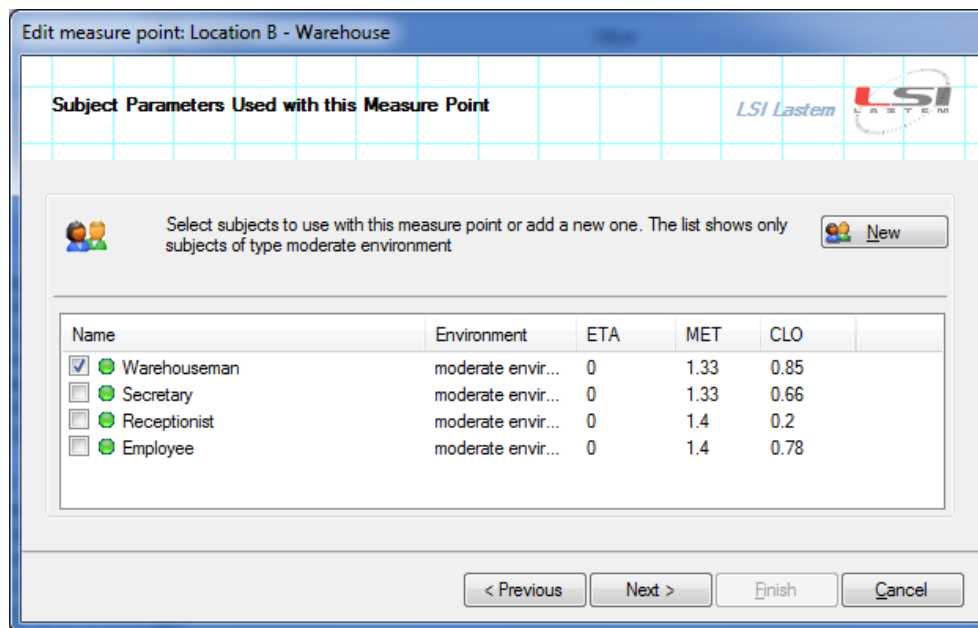 Edit measure point: Location B - Warehouse
Subject Parameters Used with this Measure Point
LSI Lastem
LSI
LASTEM
Select subjects to use with this measure point or add a new one. The list shows only
subjects of type moderate environment
New
Name Environment ETA MET CLO
Warehouseman moderate envir... 0 1.33 0.85
Secretary moderate envir... 0 1.33 0.66
Receptionist moderate envir... 0 1.4 0.2
Employee moderate envir... 0 1.4 0.78
< Previous Next > Finish Cancel